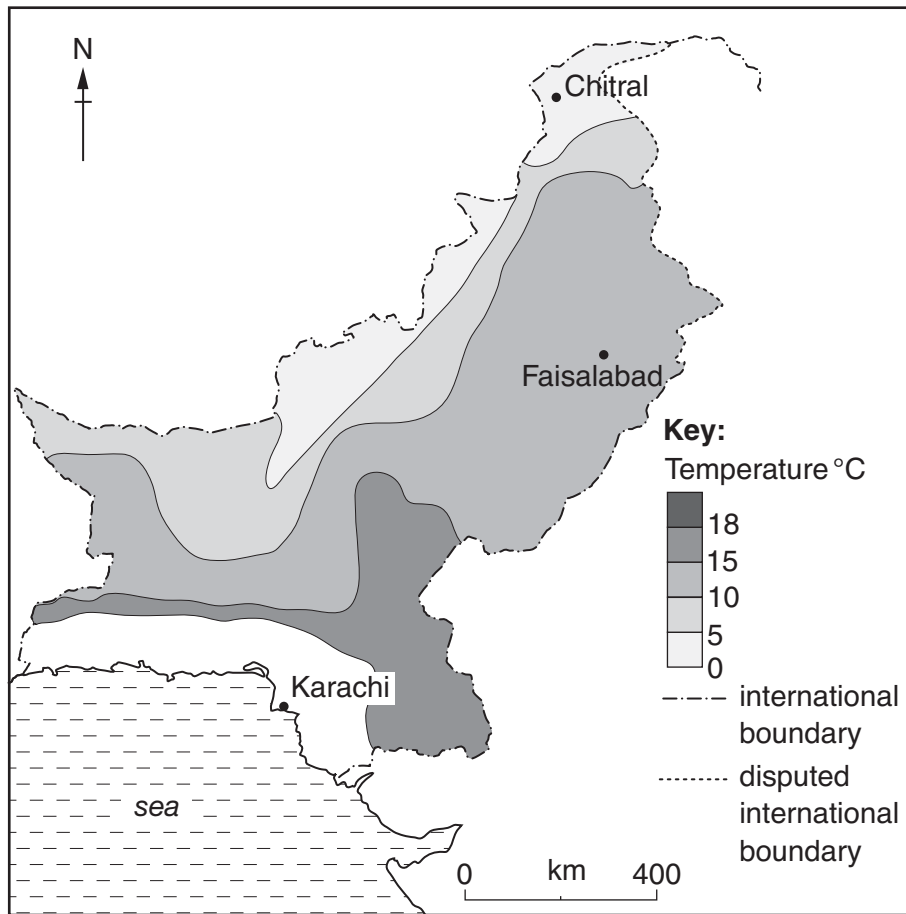 N
Chitral
Faisalabad
Key:
Temperature °C
18
15
10
5
0
Karachi
international
boundary
disputed
international
boundary
sea
0 km 400